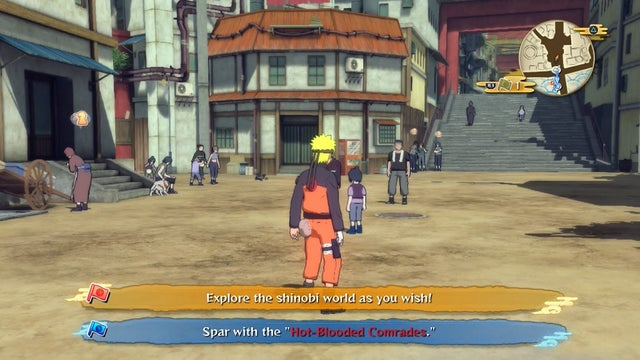 Explore the shinobi world as you wish!
Spar with the "Hot-Blooded Comrades."